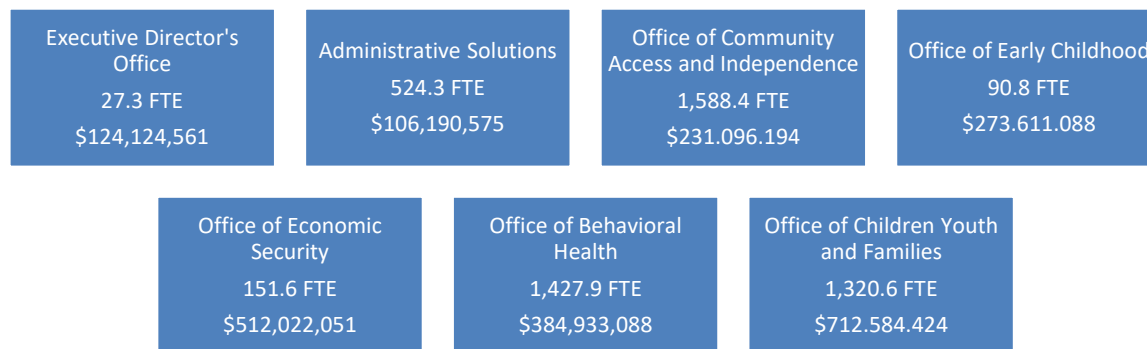 Executive Director's
Office
27.3 FTE
$124,124,561
Administrative Solutions
524.3 FTE
$106,190,575
Office of Community
Access and Independence
1,588.4 FTE
$231.096.194
Office of Early Childhood
90.8 FTE
$273.611.088
Office of Economic
Security
151.6 FTE
$512,022,051
Office of Behavioral
Health
1,427.9 FTE
$384,933,088
Office of Children Youth
and Families
1,320.6 FTE
$712.584.424